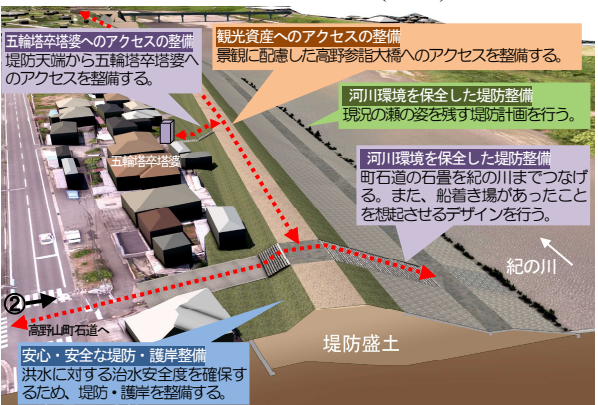 五輪塔卒塔婆へのアクセスの整備
堤防天端から五輪塔卒塔婆へ
のアクセスを整備する。
観光資産へのアクセスの整備
景観に配慮した高野参詣大橋へのアクセスを整備する。
河川環境を保全した堤防整備
現況の瀬の姿を残す堤防計画を行う。
五輪塔卒塔婆
河川環境を保全した堤防整備
町石道の石畳を紀の川までつなげ
る。また、船着き場があったこと
を想起させるデザインを行う。
紀の川
②
高野山町石道へ
堤防盛土
安心・安全な堤防・護岸整備
洪水に対する治水安全度を確保す
るため、堤防・護岸を整備する。